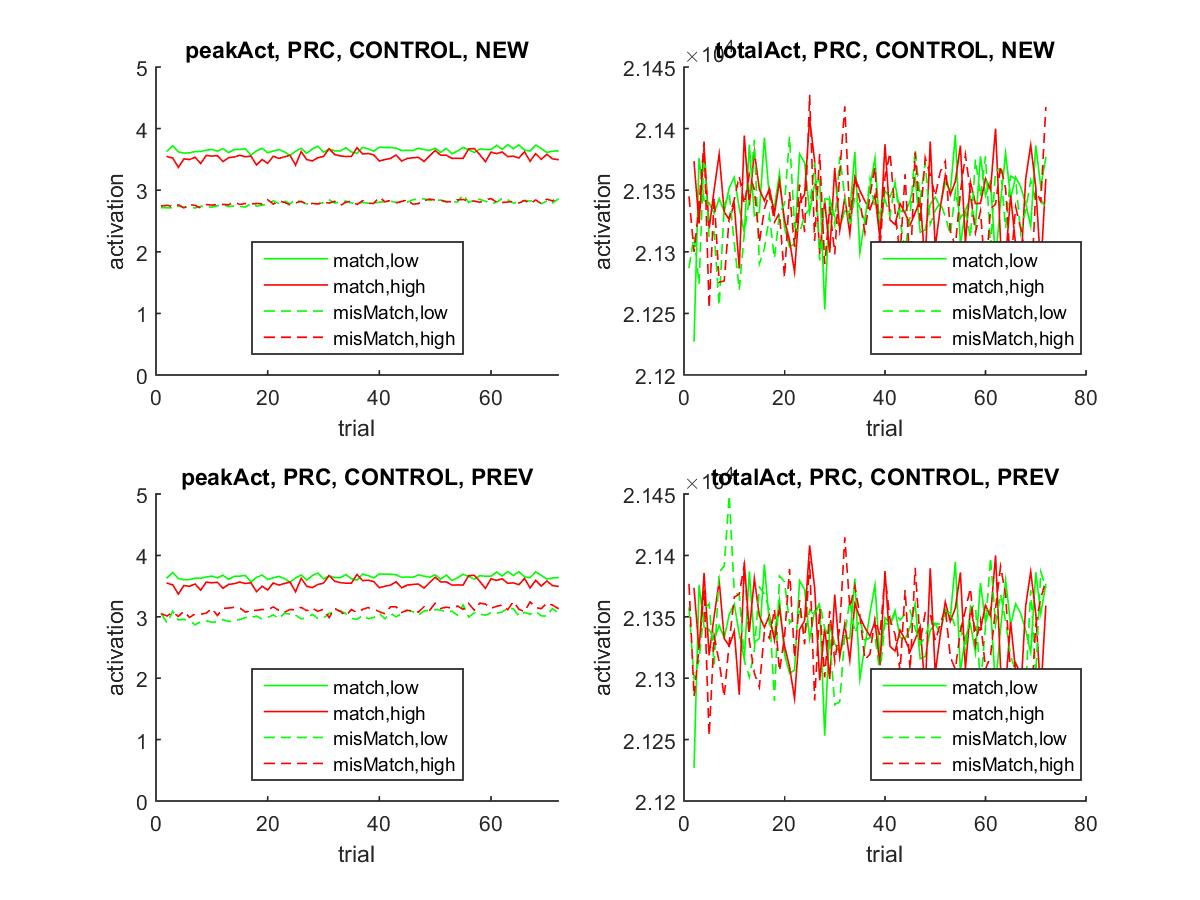 peakAct, PRC, CONTROL, NEW
5
4
3
2
1
0
0 20 40 60
activation
trial
match,low
match,high
misMatch,low
misMatch,high
×10⁴
totalAct, PRC, CONTROL, NEW
2.145
2.14
2.135
2.13
2.125
2.12
0 20 40 60 80
activation
trial
match,low
match,high
misMatch,low
misMatch,high
peakAct, PRC, CONTROL, PREV
5
4
3
2
1
0
0 20 40 60
activation
trial
match,low
match,high
misMatch,low
misMatch,high
×10⁴
totalAct, PRC, CONTROL, PREV
2.145
2.14
2.135
2.13
2.125
2.12
0 20 40 60 80
activation
trial
match,low
match,high
misMatch,low
misMatch,high